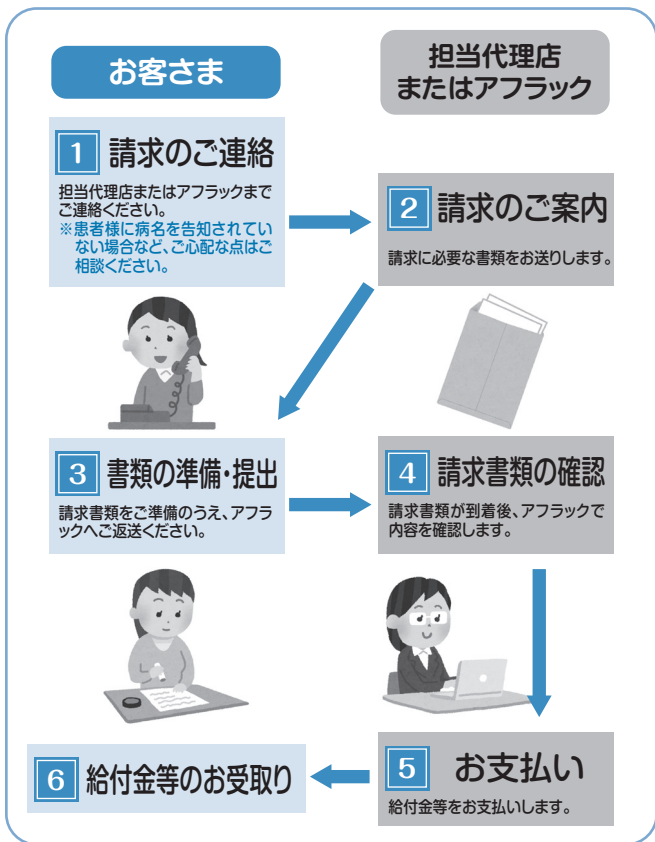 お客さま
担当代理店
またはアフラック
1 請求のご連絡
担当代理店またはアフラックまで
ご連絡ください。
※患者様に病名を告知されてい
ない場合など、ご心配な点はご
相談ください。
2 請求のご案内
請求に必要な書類をお送りします。
3 書類の準備・提出
請求書類をご準備のうえ、アフラ
ックへご返送ください。
4 請求書類の確認
請求書類が到着後、アフラックで
内容を確認します。
5 お支払い
給付金等をお支払いします。
6 給付金等のお受取り